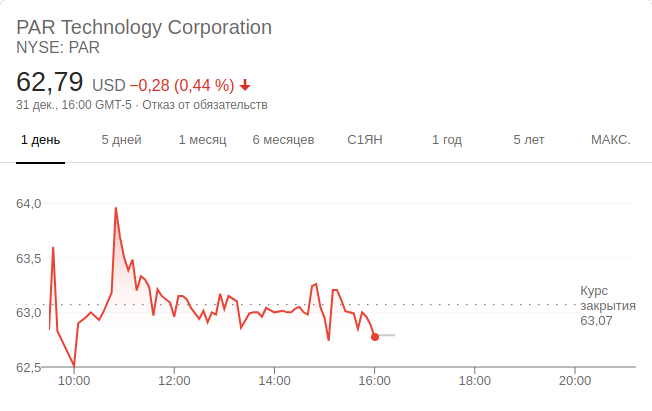 PAR Technology Corporation
NYSE: PAR
62,79 USD −0,28 (0,44 %)
31 дек., 16:00 GMT-5 · Отказ от обязательств
1 день 5 дней 1 месяц 6 месяцев С1ЯН 1 год 5 лет МАКС.
64,0
63,5
Курс
закрытия
63,07
63,0
62,5
10:00 12:00 14:00 16:00 18:00 20:00